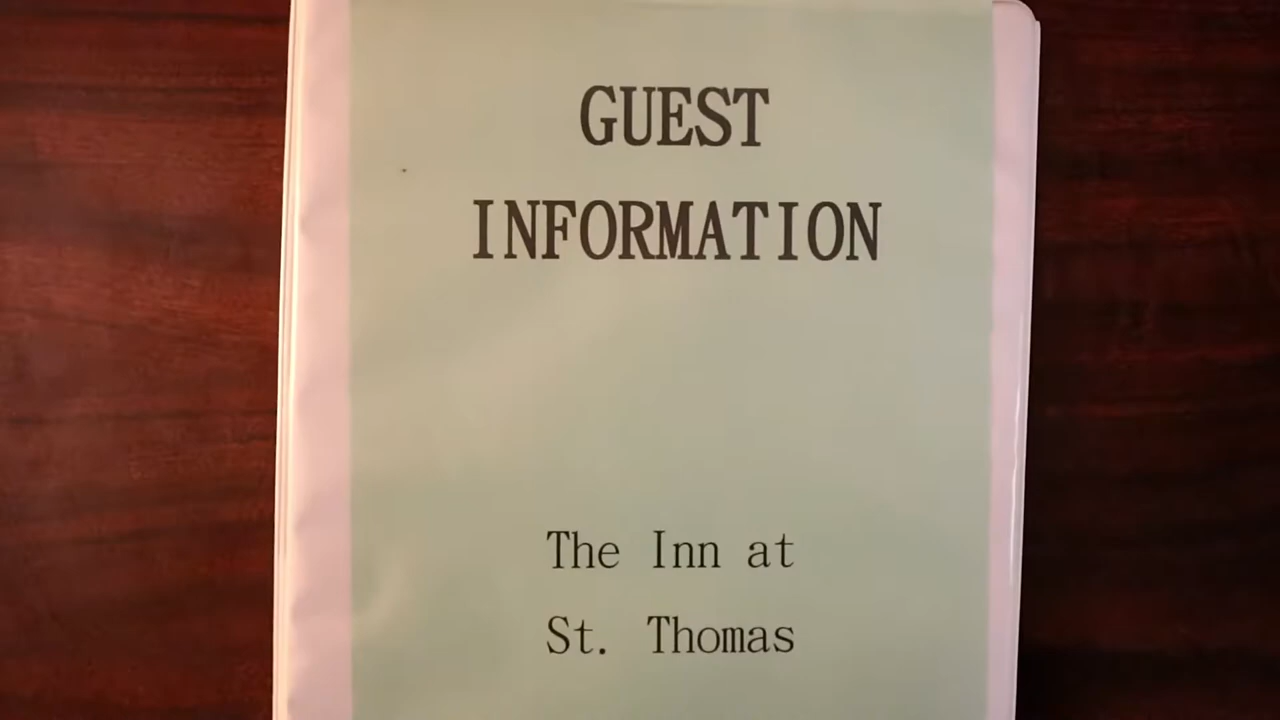 GUEST
INFORMATION
The Inn at
St. Thomas